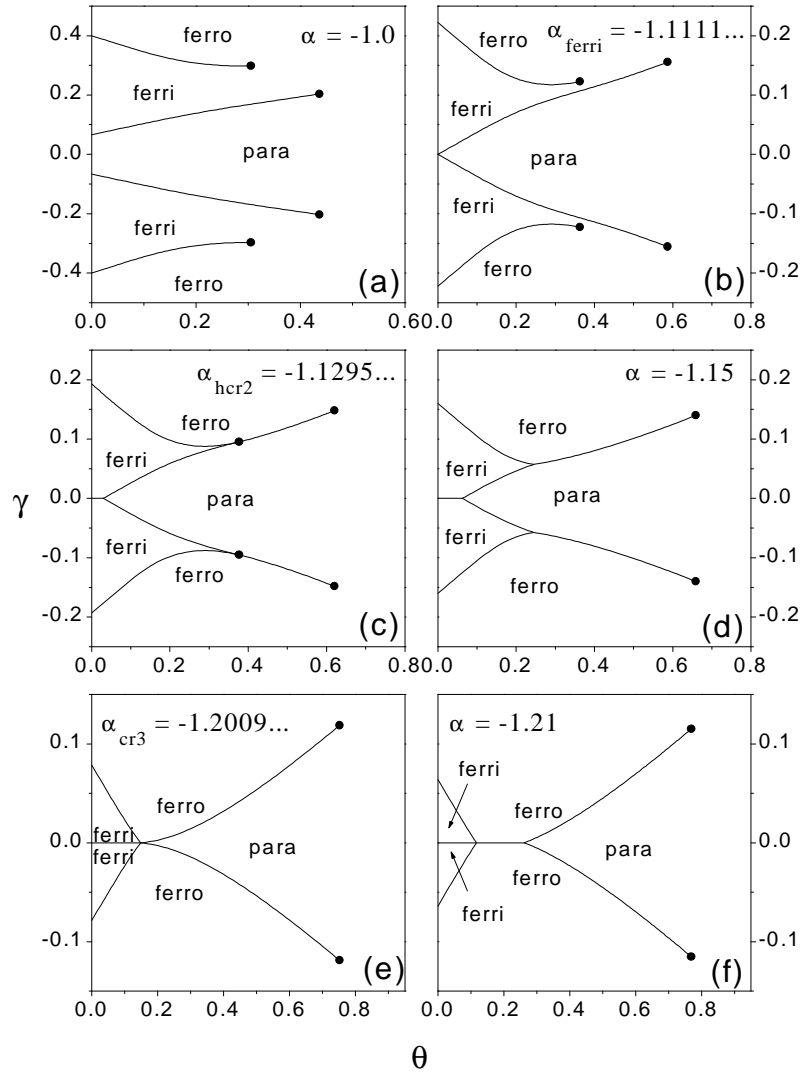 0.4 ferro α = -1.0
0.2 ferri
0.0 para
-0.2 ferri
-0.4 ferro (a)
0.0 0.2 0.4 0.6
ferro α_ferri = -1.1111... 0.2
ferri 0.1
para 0.0
ferri -0.1
ferro (b) -0.2
0.0 0.2 0.4 0.6 0.8
0.2 α_hcr2 = -1.1295...
0.1 ferri ferro
0.0 para
-0.1 ferri ferro
-0.2 (c)
0.0 0.2 0.4 0.6 0.8
α = -1.15 0.2
ferro 0.1
ferri
para 0.0
ferri -0.1
ferro
(d) -0.2
0.0 0.2 0.4 0.6 0.8
γ
α_cr3 = -1.2009...
0.1
ferro
0.0 ferri para
ferri
ferro
-0.1 (e)
0.0 0.2 0.4 0.6 0.8
α = -1.21
ferri 0.1
ferro
para 0.0
ferro
ferri
(f) -0.1
0.0 0.2 0.4 0.6 0.8
θ